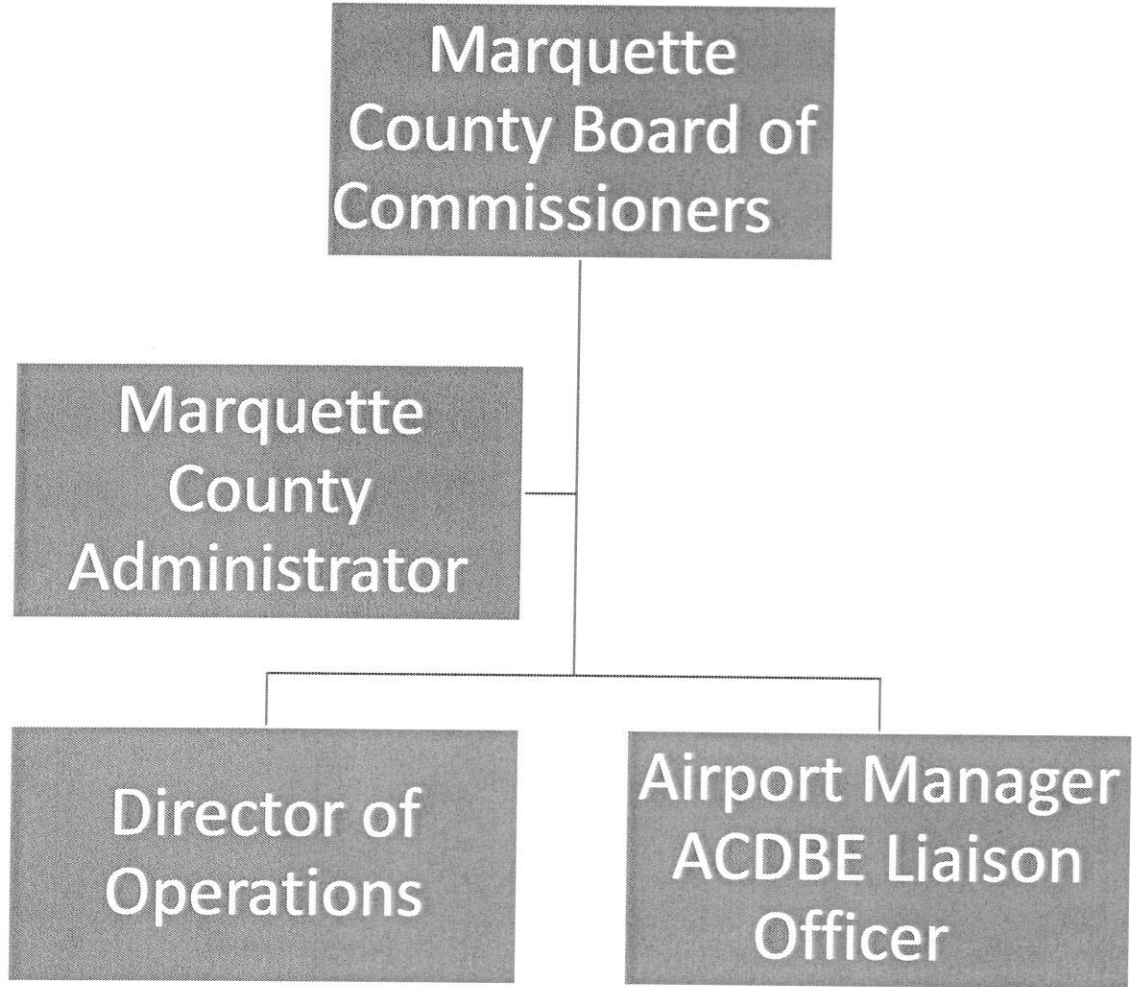 Marquette
County Board of
Commissioners
Marquette
County
Administrator
Director of
Operations
Airport Manager
ACDBE Liaison
Officer